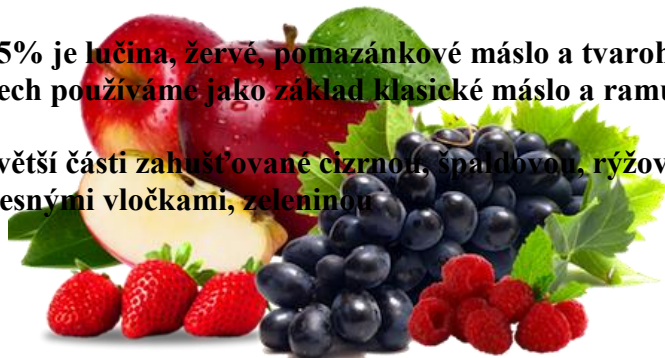 5% je lučina, žervé, pomazánkové máslo a tvaroh
ech používáme jako základ klasické máslo a ramu
větší části zahušťované cizrnou, špaldovou, rýžov
esnými vločkami, zeleninou